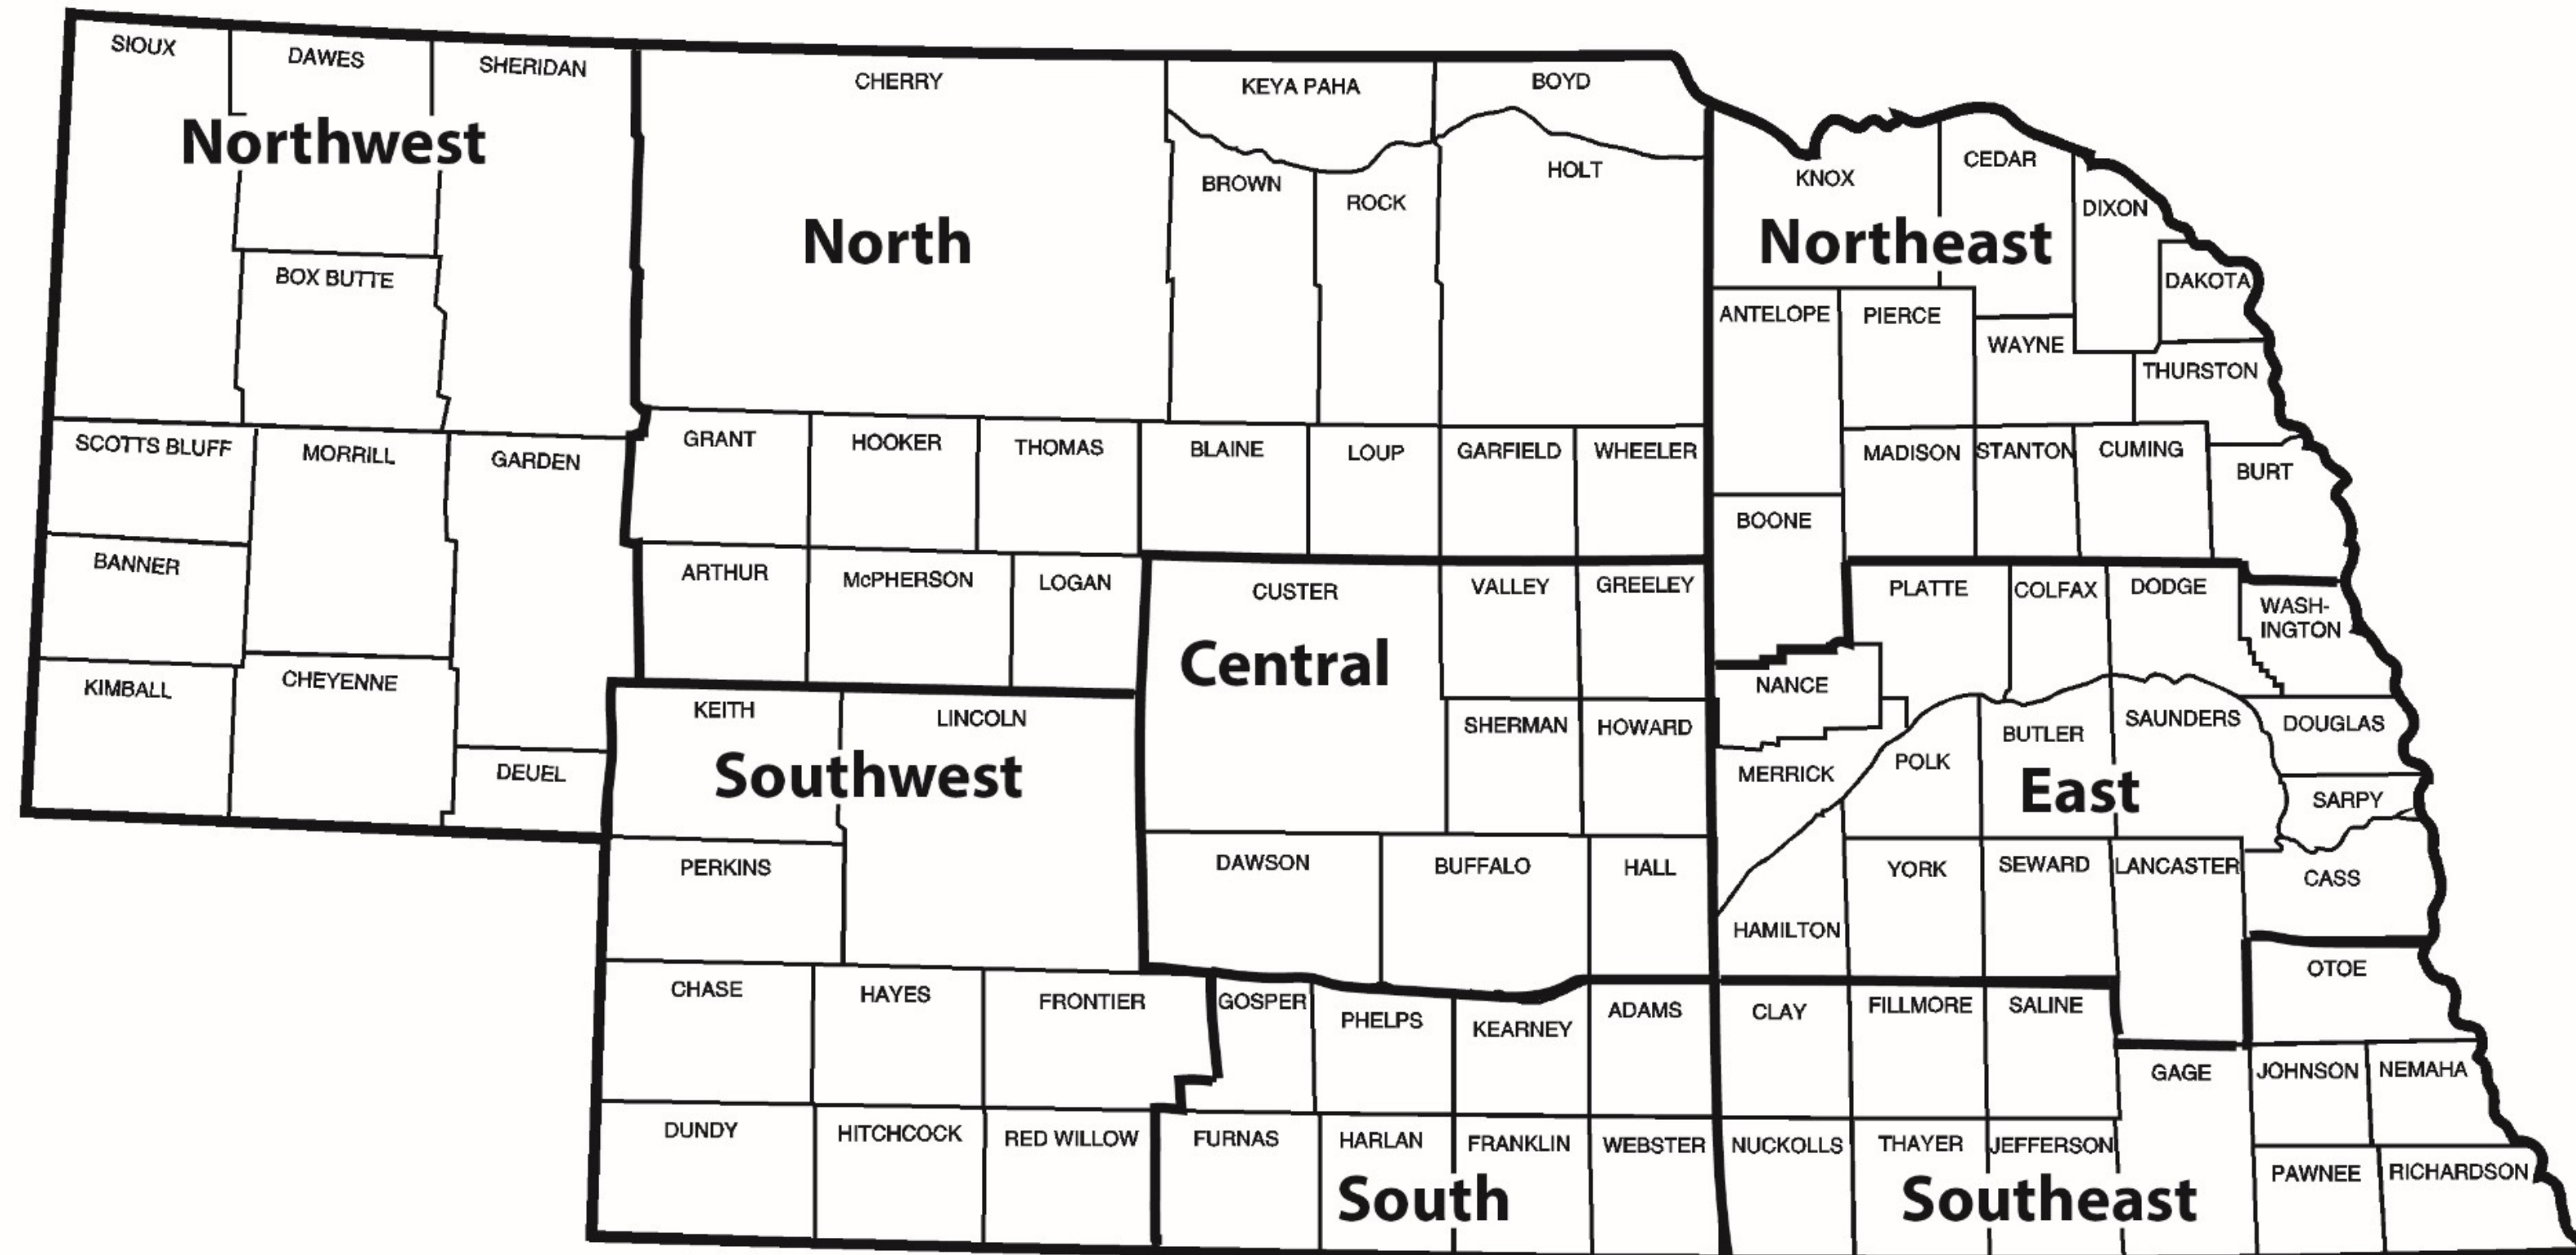 SIOUX
DAWES
SHERIDAN
CHERRY
KEYA PAHA
BOYD
Northwest
BROWN
ROCK
HOLT
KNOX
CEDAR
DIXON
North
Northeast
BOX BUTTE
DAKOTA
ANTELOPE
PIERCE
WAYNE
THURSTON
SCOTTS BLUFF
MORRILL
GARDEN
GRANT
HOOKER
THOMAS
BLAINE
LOUP
GARFIELD
WHEELER
MADISON
STANTON
CUMING
BURT
BOONE
BANNER
ARTHUR
McPHERSON
LOGAN
CUSTER
VALLEY
GREELEY
PLATTE
COLFAX
DODGE
WASH-
INGTON
Central
KIMBALL
CHEYENNE
NANCE
KEITH
LINCOLN
SHERMAN
HOWARD
POLK
BUTLER
SAUNDERS
DOUGLAS
Southwest
DEUEL
MERRICK
East
SARPY
PERKINS
DAWSON
BUFFALO
HALL
YORK
SEWARD
LANCASTER
CASS
HAMILTON
OTOE
CHASE
HAYES
FRONTIER
GOSPER
PHELPS
KEARNEY
ADAMS
CLAY
FILLMORE
SALINE
GAGE
JOHNSON
NEMAHA
DUNDY
HITCHCOCK
RED WILLOW
FURNAS
HARLAN
FRANKLIN
WEBSTER
NUCKOLLS
THAYER
JEFFERSON
PAWNEE
RICHARDSON
South
Southeast